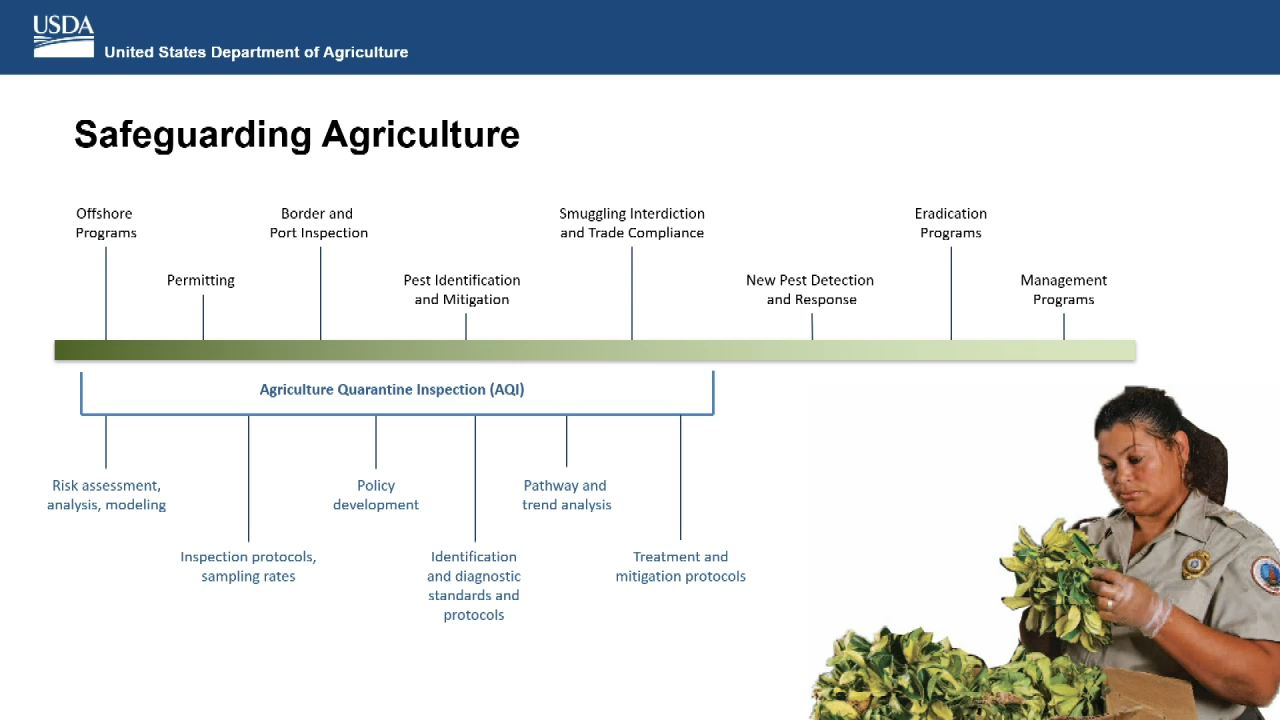 USDA
United States Department of Agriculture
Safeguarding Agriculture
Offshore
Programs
Permitting
Border and
Port Inspection
Pest Identification
and Mitigation
Smuggling Interdiction
and Trade Compliance
New Pest Detection
and Response
Eradication
Programs
Management
Programs
Agriculture Quarantine Inspection (AQI)
Risk assessment,
analysis, modeling
Inspection protocols,
sampling rates
Policy
development
Identification
and diagnostic
standards and
protocols
Pathway and
trend analysis
Treatment and
mitigation protocols